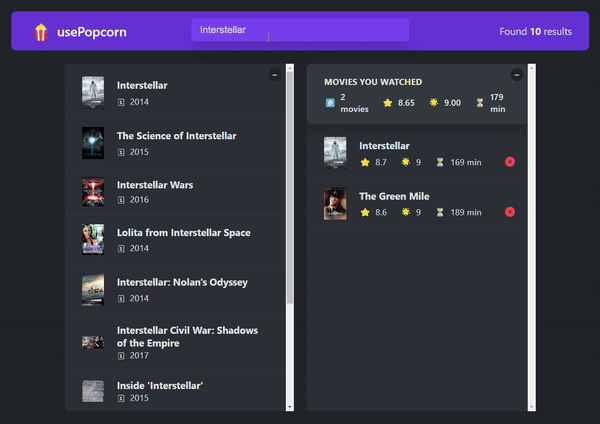 usePopcorn
Interstellar
Found 10 results
Interstellar
2014
The Science of Interstellar
2015
Interstellar Wars
2016
Lolita from Interstellar Space
2014
Interstellar: Nolan's Odyssey
2014
Interstellar Civil War: Shadows
of the Empire
2017
Inside 'Interstellar'
2015
MOVIES YOU WATCHED
2 movies 8.65 9.00 179 min
Interstellar
8.7 9 169 min
The Green Mile
8.6 9 189 min